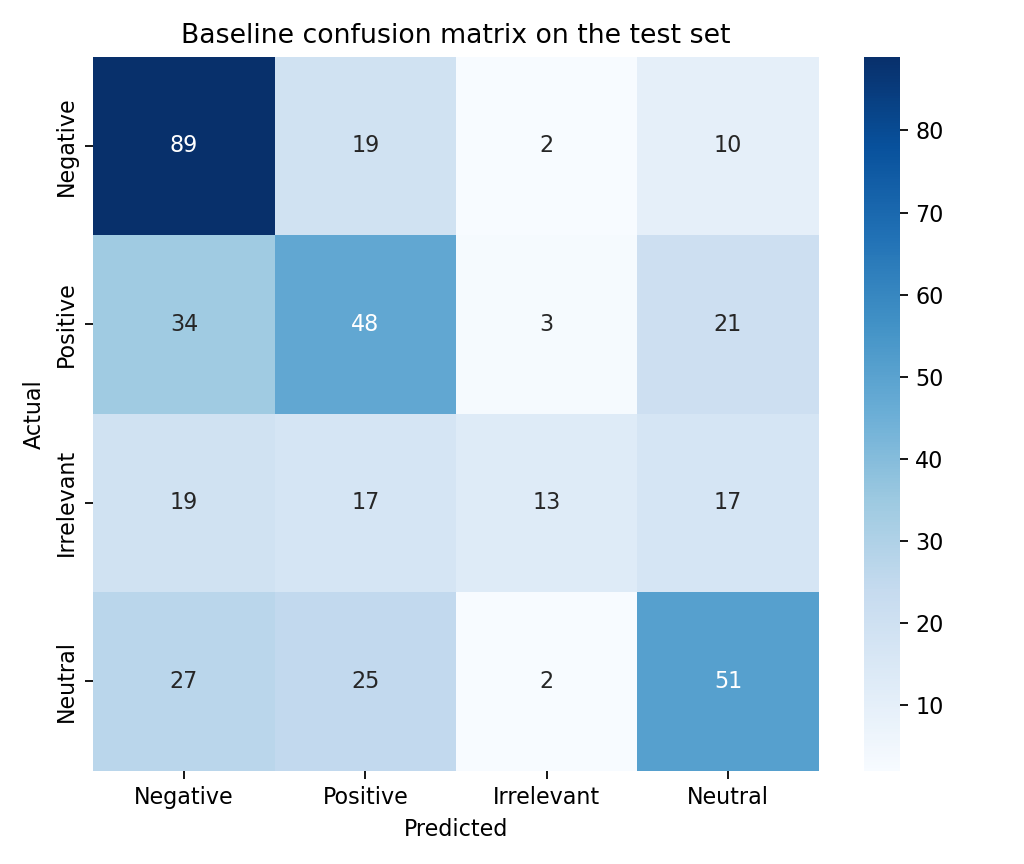 Baseline confusion matrix on the test set
Negative
89
19
2
10
Positive
34
48
3
21
Irrelevant
19
17
13
17
Neutral
27
25
2
51
Actual
Negative
Positive
Irrelevant
Neutral
Predicted
80
70
60
50
40
30
20
10